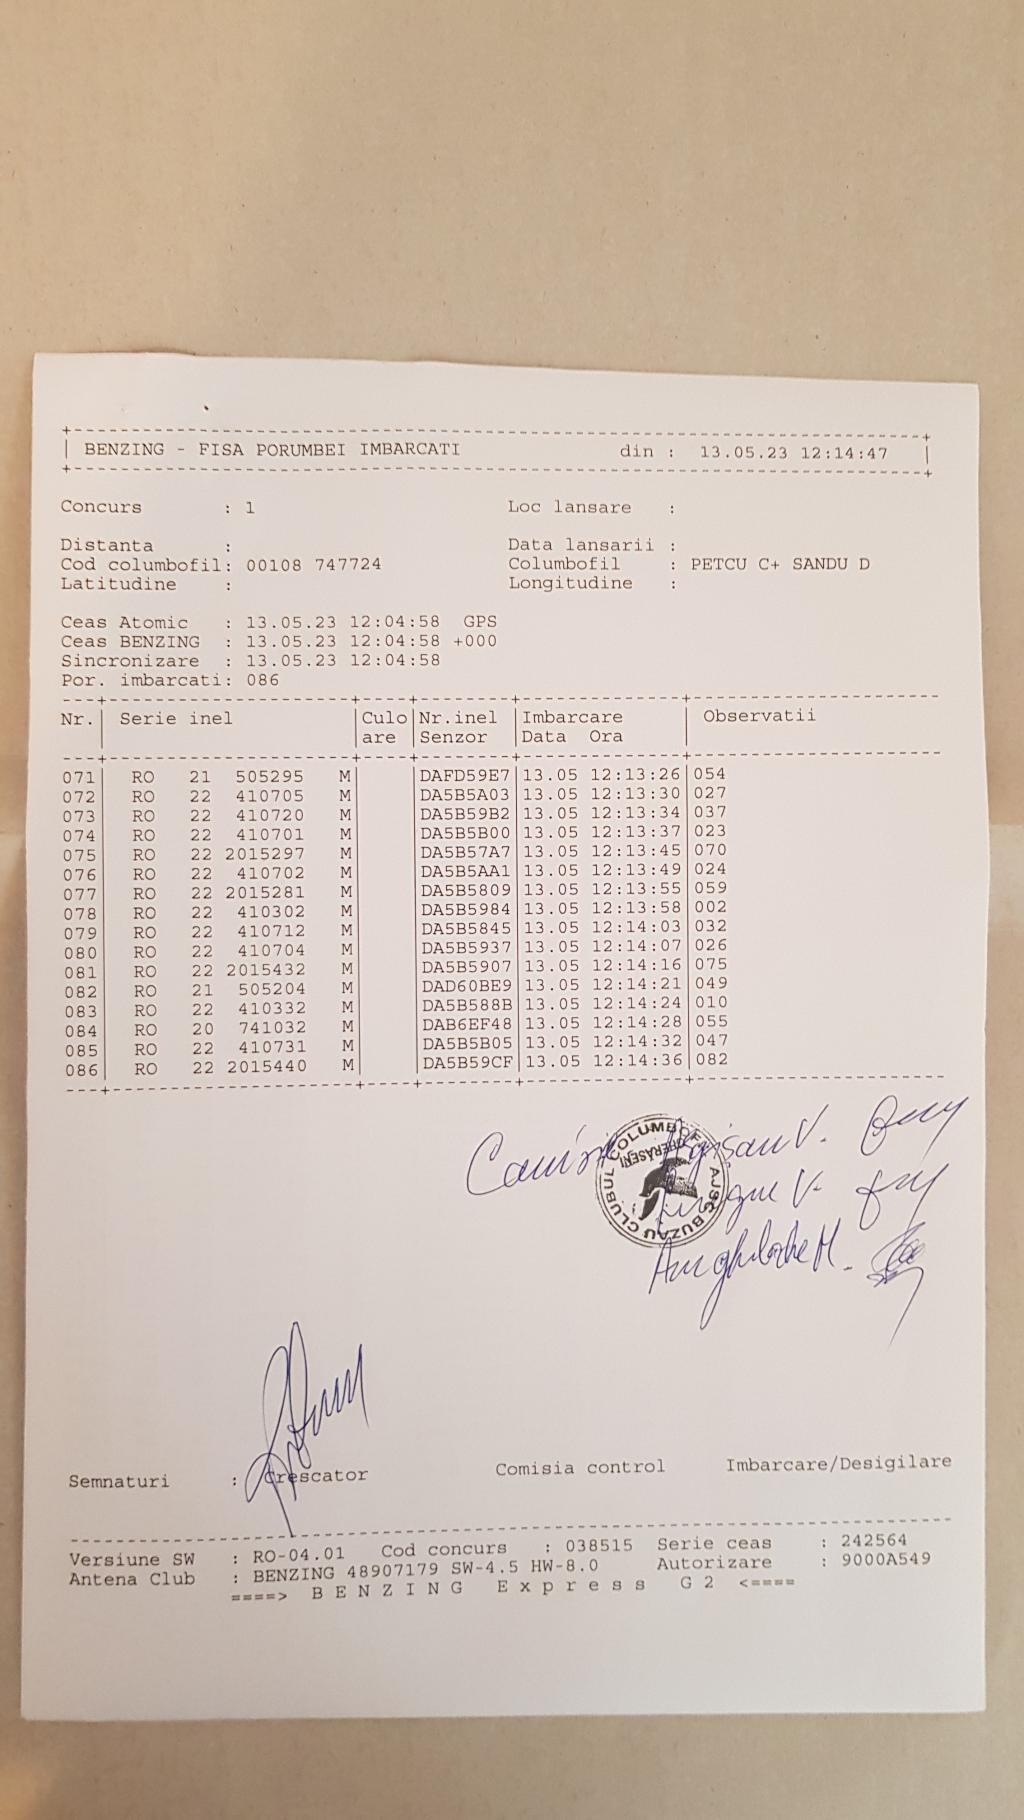 BENZING - FISA PORUMBEI IMBARCATI din : 13.05.23 12:14:47
Concurs : 1 Loc lansare :
Distanta : Data lansarii :
Cod columbofil: 00108 747724 Columbofil : PETCU C+ SANDU D
Latitudine : Longitudine :
Ceas Atomic : 13.05.23 12:04:58 GPS
Ceas BENZING : 13.05.23 12:04:58 +000
Sincronizare : 13.05.23 12:04:58
Por. imbarcati: 086
Nr. Serie inel Culo Nr.inel Imbarcare Observatii
are Senzor Data Ora
071 RO 21 505295 M DAFD59E7 13.05 12:13:26 054
072 RO 22 410705 M DA5B5A03 13.05 12:13:30 027
073 RO 22 410720 M DA5B59B2 13.05 12:13:34 037
074 RO 22 410701 M DA5B5B00 13.05 12:13:37 023
075 RO 22 2015297 M DA5B57A7 13.05 12:13:45 070
076 RO 22 410702 M DA5B5AA1 13.05 12:13:49 024
077 RO 22 2015281 M DA5B5809 13.05 12:13:55 059
078 RO 22 410302 M DA5B5984 13.05 12:13:58 002
079 RO 22 410712 M DA5B5845 13.05 12:14:03 032
080 RO 22 410704 M DA5B5937 13.05 12:14:07 026
081 RO 22 2015432 M DA5B5907 13.05 12:14:16 075
082 RO 21 505204 M DAD60BE9 13.05 12:14:21 049
083 RO 22 410332 M DA5B588B 13.05 12:14:24 010
084 RO 20 741032 M DAB6EF48 13.05 12:14:28 055
085 RO 22 410731 M DA5B5B05 13.05 12:14:32 047
086 RO 22 2015440 M DA5B59CF 13.05 12:14:36 082
CLUBUL A.J.S.C BUZAU
V.
V.
M.
Semnaturi : Crescator Comisia control Imbarcare/Desigilare
Versiune SW : RO-04.01 Cod concurs : 038515 Serie ceas : 242564
Antena Club : BENZING 48907179 SW-4.5 HW-8.0 Autorizare : 9000A549
====> B E N Z I N G E x p r e s s G 2 <====